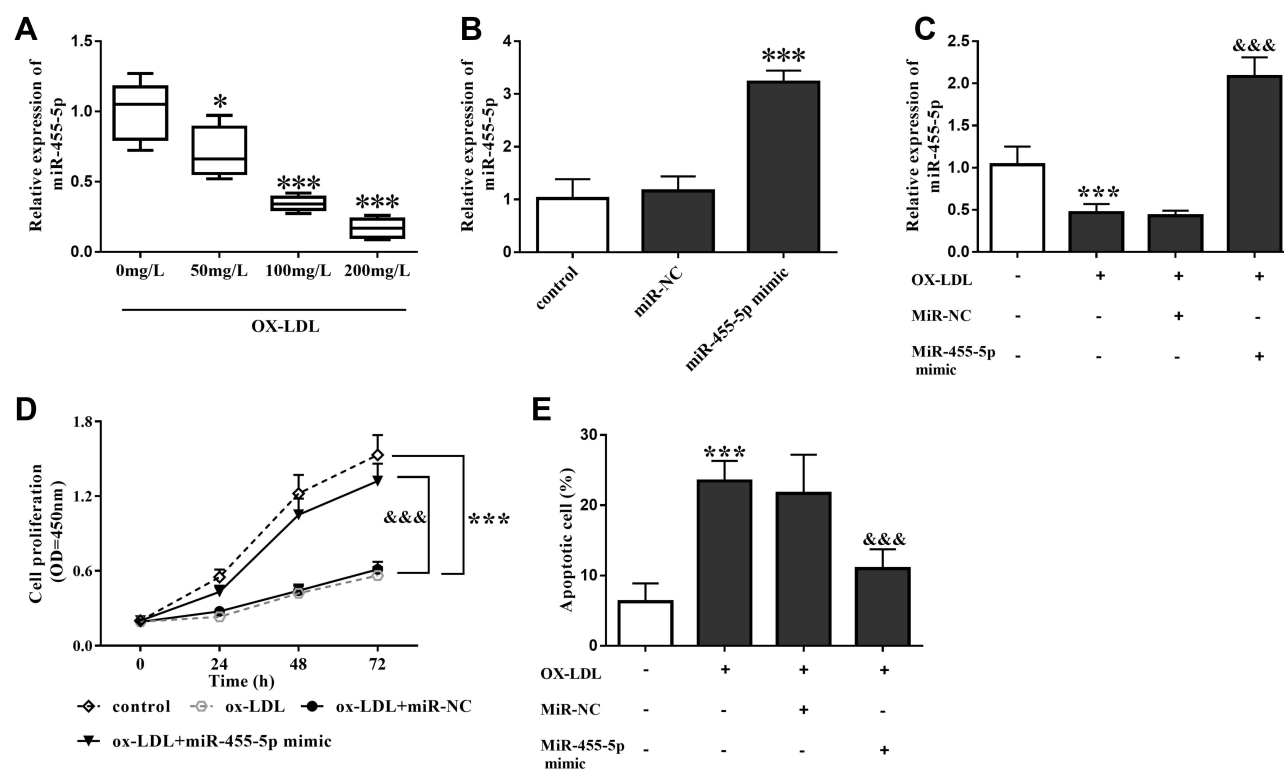 A
Relative expression of
miR-455-5p
1.5
1.0
0.5
0.0
*
***
***
0mg/L 50mg/L 100mg/L 200mg/L
OX-LDL
B
Relative expression of
miR-455-5p
4
3
2
1
0
***
control
miR-NC
miR-455-5p mimic
C
Relative expression of
miR-455-5p
2.5
2.0
1.5
1.0
0.5
0.0
***
&&&
OX-LDL - + + +
MiR-NC - - + -
MiR-455-5p
mimic - - - +
D
Cell proliferation
(OD=450nm)
1.8
1.2
0.6
0.0
&&&
***
0 24 48 72
Time (h)
control ox-LDL ox-LDL+miR-NC
ox-LDL+miR-455-5p mimic
E
Apoptotic cell (%)
30
20
10
0
***
&&&
OX-LDL - + + +
MiR-NC - - + -
MiR-455-5p
mimic - - - +